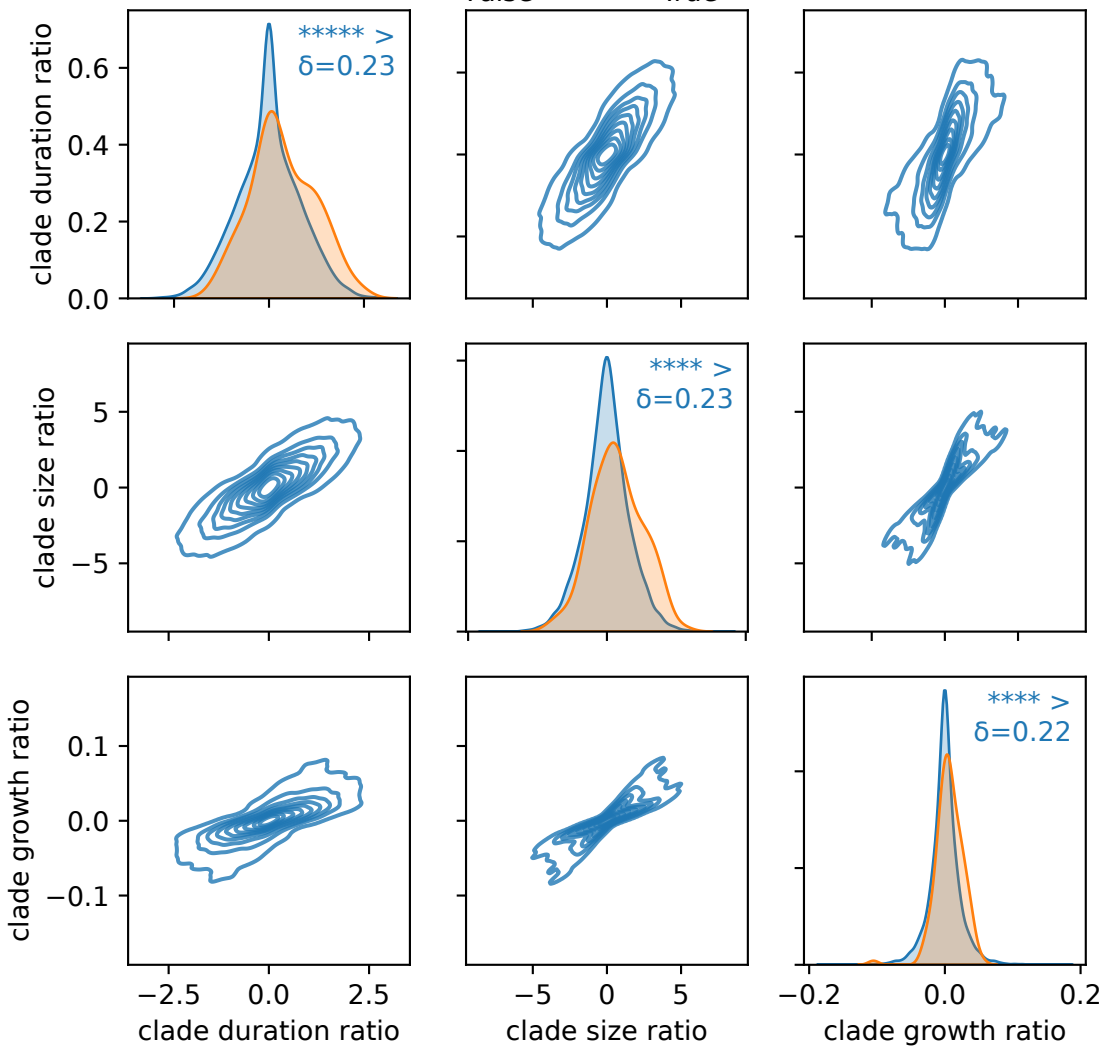 clade duration ratio
0.6
0.4
0.2
0.0
***** >
δ=0.23
clade size ratio
5
0
−5
**** >
δ=0.23
clade growth ratio
0.1
0.0
−0.1
**** >
δ=0.22
−2.5 0.0 2.5
−5 0 5
−0.2 0.0 0.2
clade duration ratio
clade size ratio
clade growth ratio